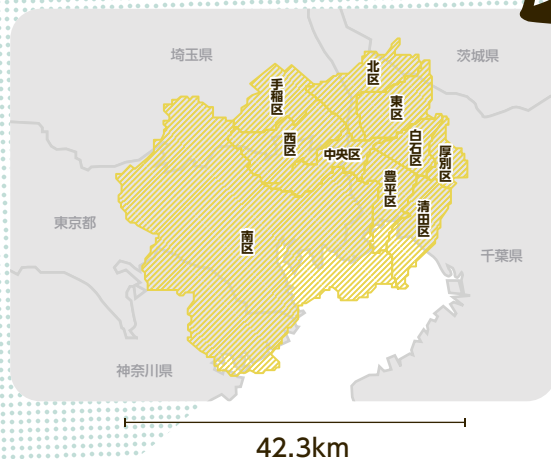 埼玉県
茨城県
北区
手稲区
東区
西区
中央区
白石区
厚別区
豊平区
清田区
東京都
南区
千葉県
神奈川県
42.3km